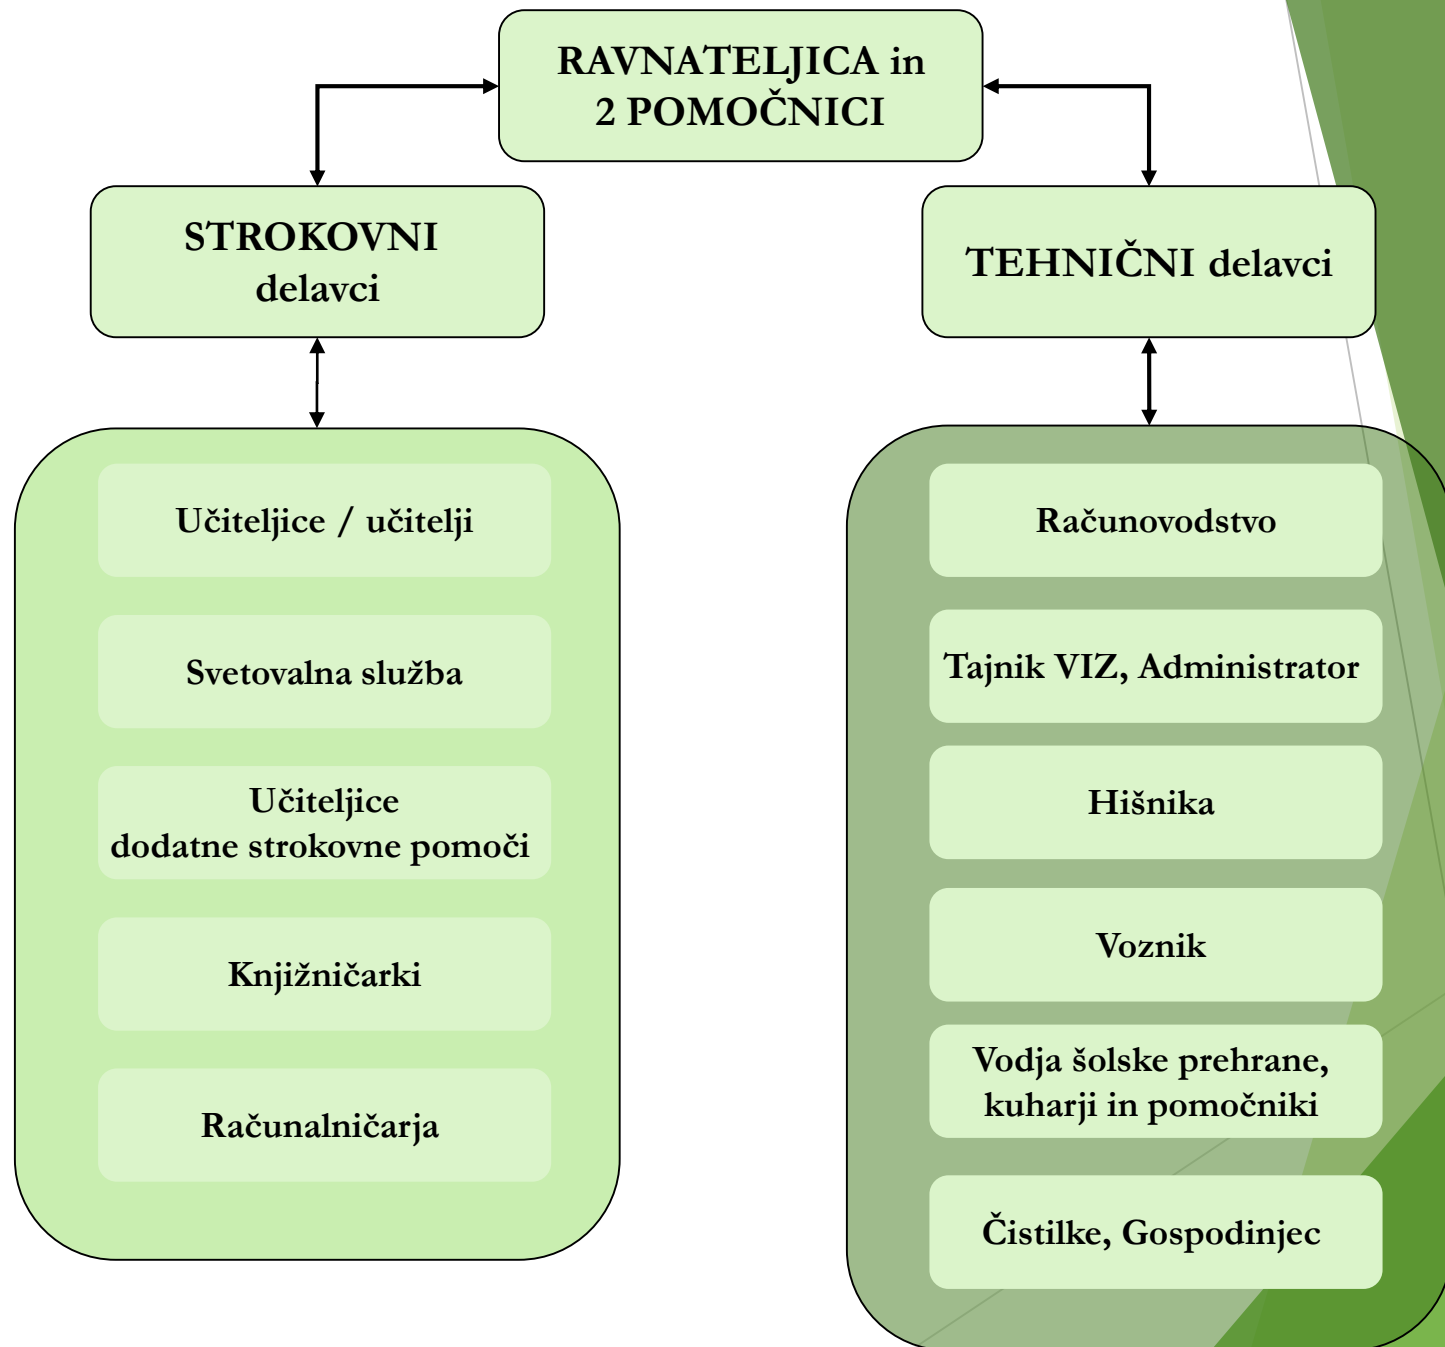 RAVNATELJICA in
2 POMOČNICI
STROKOVNI
delavci
TEHNIČNI delavci
Učiteljice / učitelji
Svetovalna služba
Učiteljice
dodatne strokovne pomoči
Knjižničarki
Računalničarja
Računovodstvo
Tajnik VIZ, Administrator
Hišnika
Voznik
Vodja šolske prehrane,
kuharji in pomočniki
Čistilke, Gospodinjec